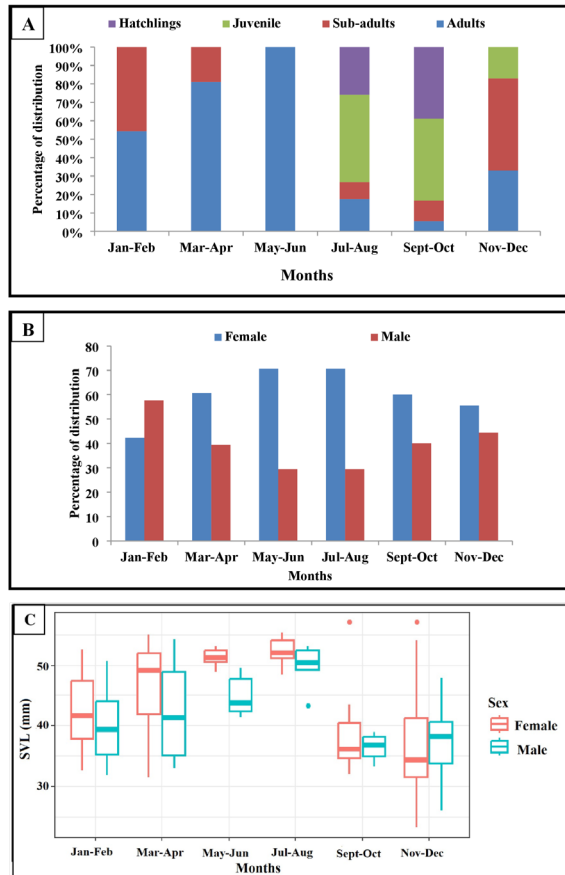 A
Hatchlings Juvenile Sub-adults Adults
Percentage of distribution
100%
90%
80%
70%
60%
50%
40%
30%
20%
10%
0%
Jan-Feb Mar-Apr May-Jun Jul-Aug Sept-Oct Nov-Dec
Months
B
Female Male
Percentage of distribution
80
70
60
50
40
30
20
10
0
Jan-Feb Mar-Apr May-Jun Jul-Aug Sept-Oct Nov-Dec
Months
C
SVL (mm)
50
40
30
Sex
Female
Male
Jan-Feb Mar-Apr May-Jun Jul-Aug Sept-Oct Nov-Dec
Months